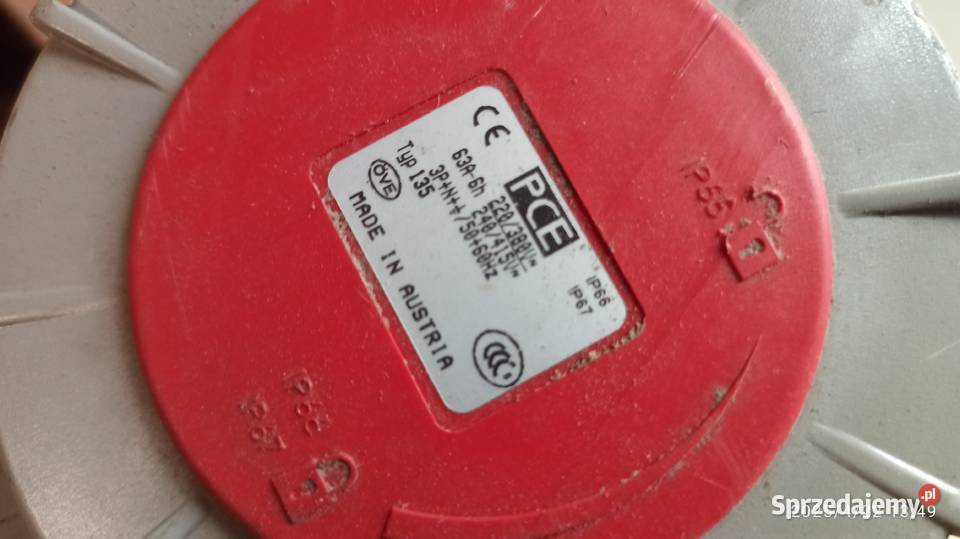 CE
PCE
63A-6h 220/380V~
240/415V~
3P+N+⏚/50+60Hz
Typ 135
ÖVE
IP66
IP67
MADE IN AUSTRIA
CCC
IP66
IP66
IP67
Sprzedajemy.pl